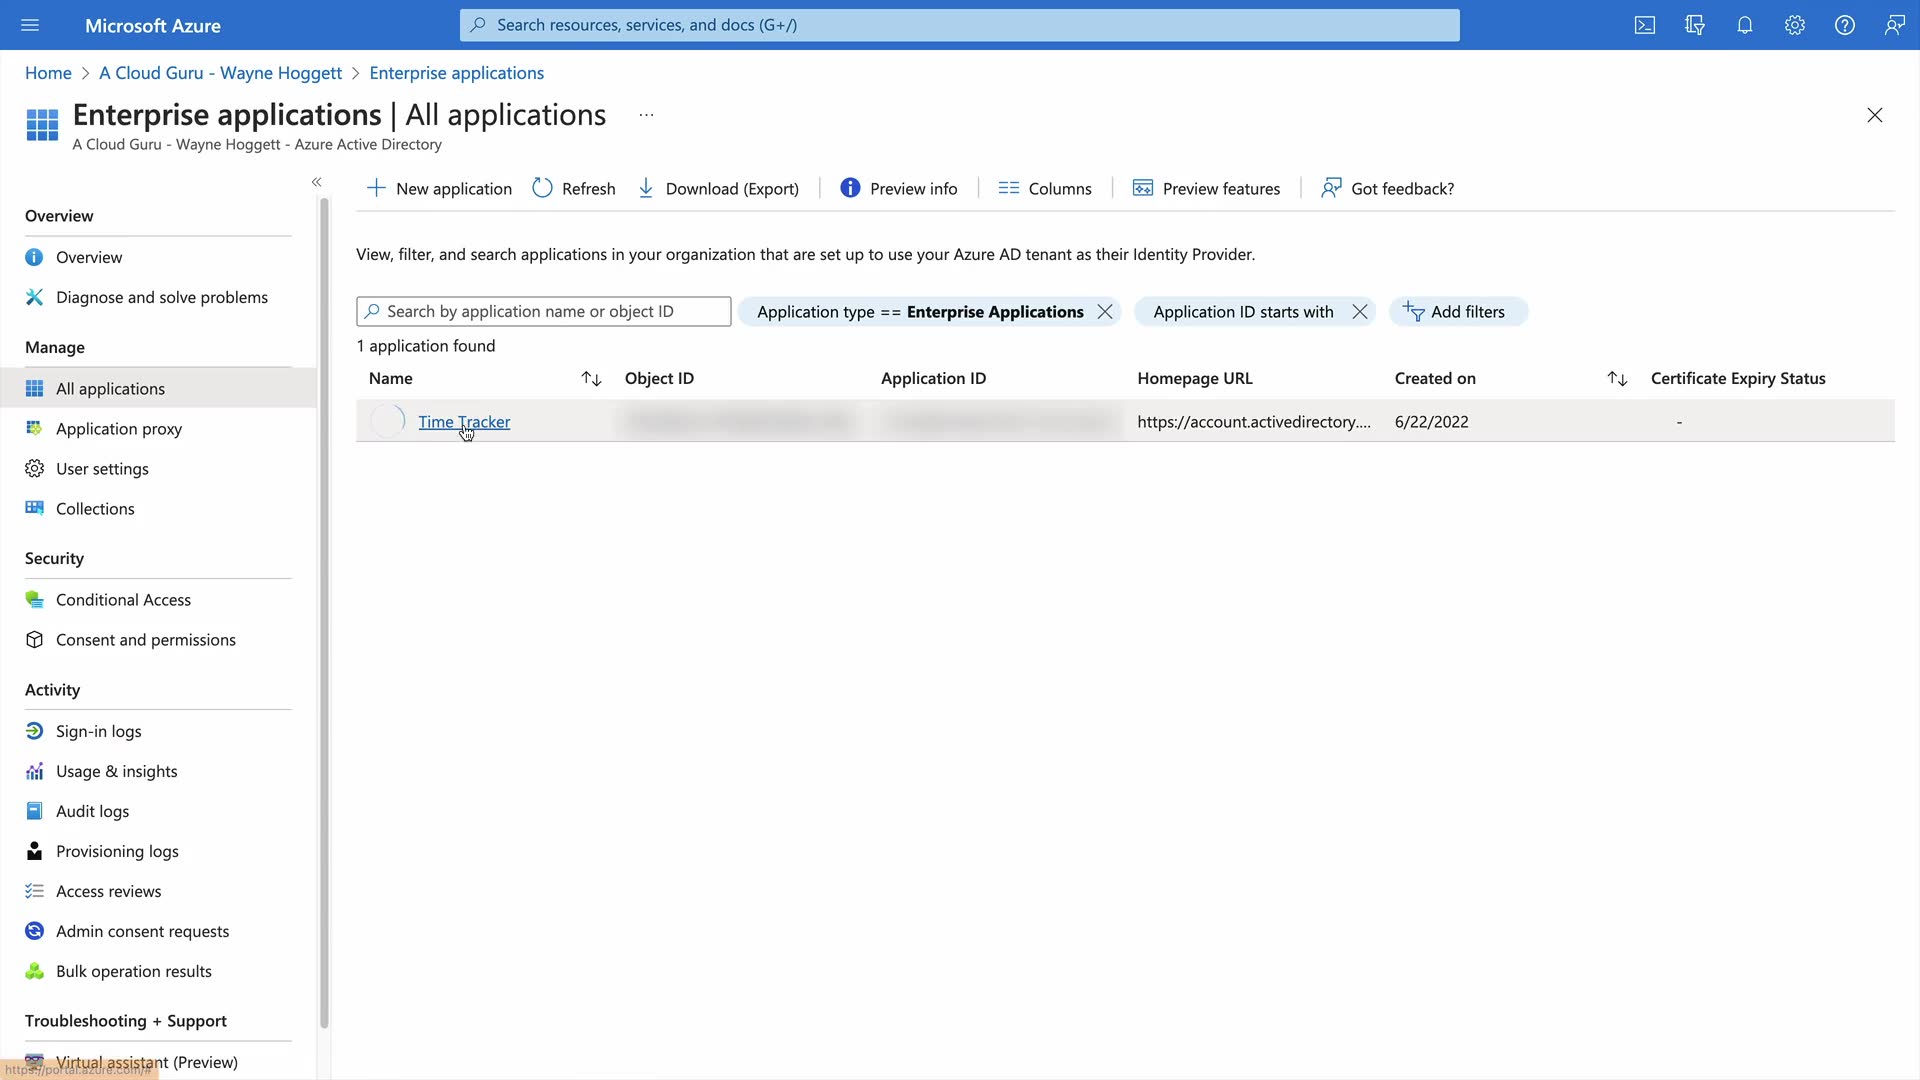 Microsoft Azure
Search resources, services, and docs (G+/)
Home > A Cloud Guru - Wayne Hoggett > Enterprise applications
Enterprise applications | All applications ...
A Cloud Guru - Wayne Hoggett - Azure Active Directory
«
New application Refresh Download (Export) Preview info Columns Preview features Got feedback?
View, filter, and search applications in your organization that are set up to use your Azure AD tenant as their Identity Provider.
Search by application name or object ID
Application type == Enterprise Applications
Application ID starts with
Add filters
1 application found
Name Object ID Application ID Homepage URL Created on Certificate Expiry Status
Time Tracker https://account.activedirectory.... 6/22/2022 -
Overview
Overview
Diagnose and solve problems
Manage
All applications
Application proxy
User settings
Collections
Security
Conditional Access
Consent and permissions
Activity
Sign-in logs
Usage & insights
Audit logs
Provisioning logs
Access reviews
Admin consent requests
Bulk operation results
Troubleshooting + Support
Virtual assistant (Preview)
https://portal.azure.com/#